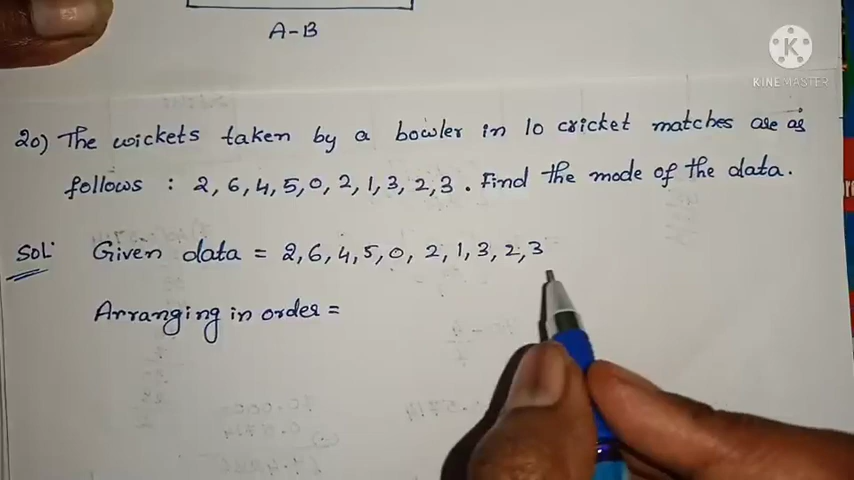 A-B
K
KINEMASTER
20) The wickets taken by a bowler in 10 cricket matches are as
follows : 2, 6, 4, 5, 0, 2, 1, 3, 2, 3. Find the mode of the data.
Sol: Given data = 2, 6, 4, 5, 0, 2, 1, 3, 2, 3
Arranging in order =